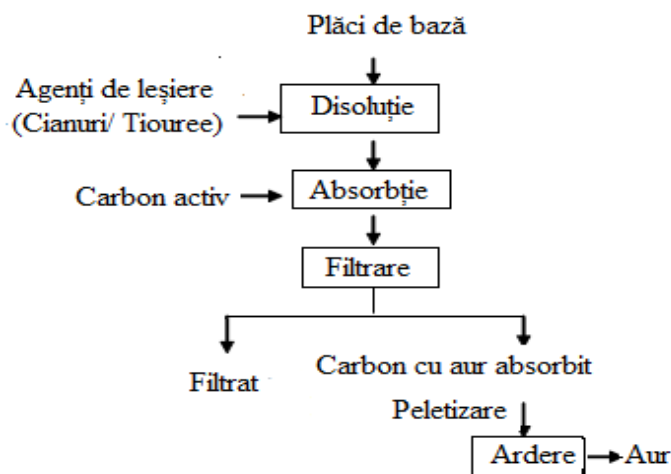 Plăci de bază
Agenți de leșiere
(Cianuri/ Tiouree)
Disoluție
Carbon activ
Absorbție
Filtrare
Filtrat
Carbon cu aur absorbit
Peletizare
Ardere
Aur